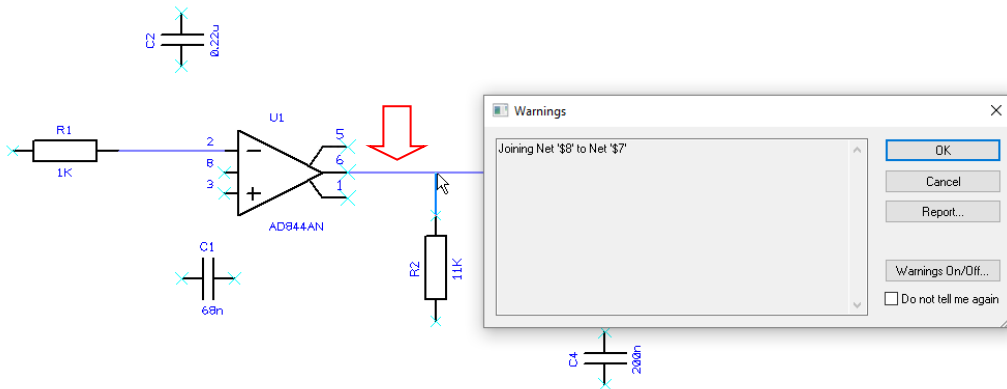 C2
0.22u
U1
R1
1K
2
8
3
5
6
1
AD844AN
C1
68n
R2
11K
C4
200n
Warnings
Joining Net '$8' to Net '$7'
OK
Cancel
Report...
Warnings On/Off...
Do not tell me again